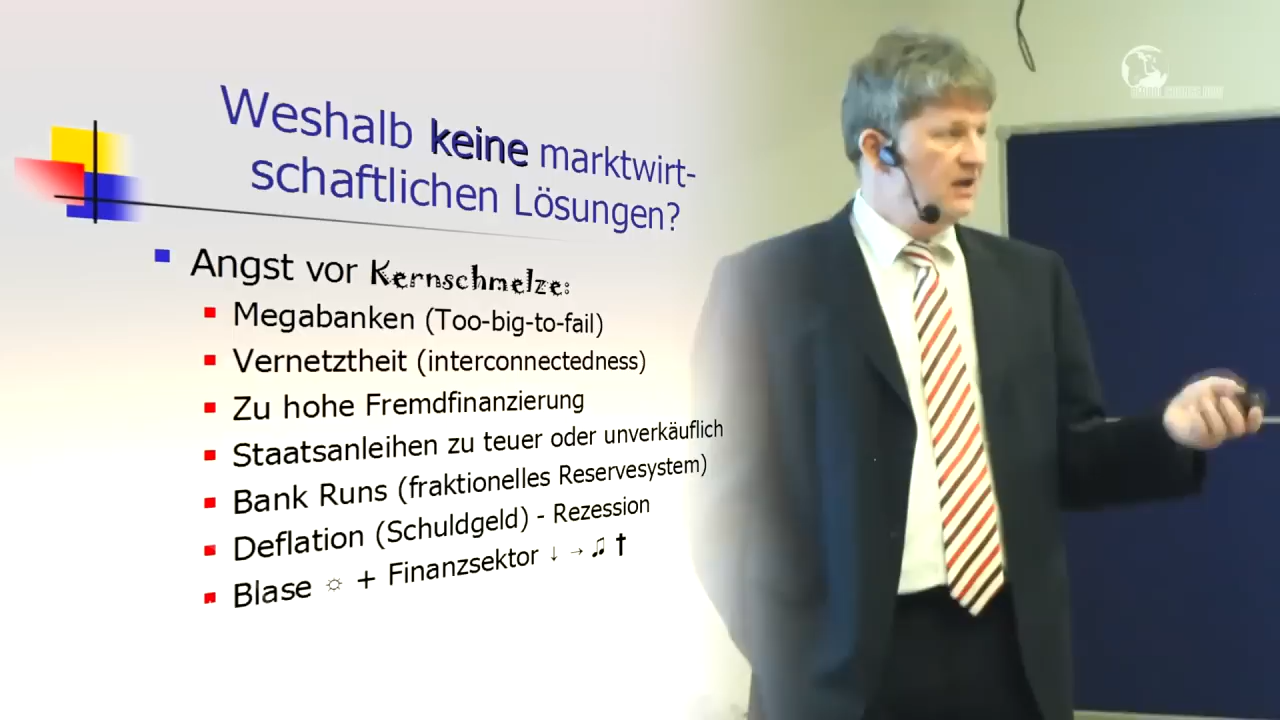 Weshalb keine marktwirt-
schaftlichen Lösungen?
Angst vor Kernschmelze:
Megabanken (Too-big-to-fail)
Vernetztheit (interconnectedness)
Zu hohe Fremdfinanzierung
Staatsanleihen zu teuer oder unverkäuflich
Bank Runs (fraktionelles Reservesystem)
Deflation (Schuldgeld) - Rezession
Blase ☼ + Finanzsektor ↓ → ♫ †